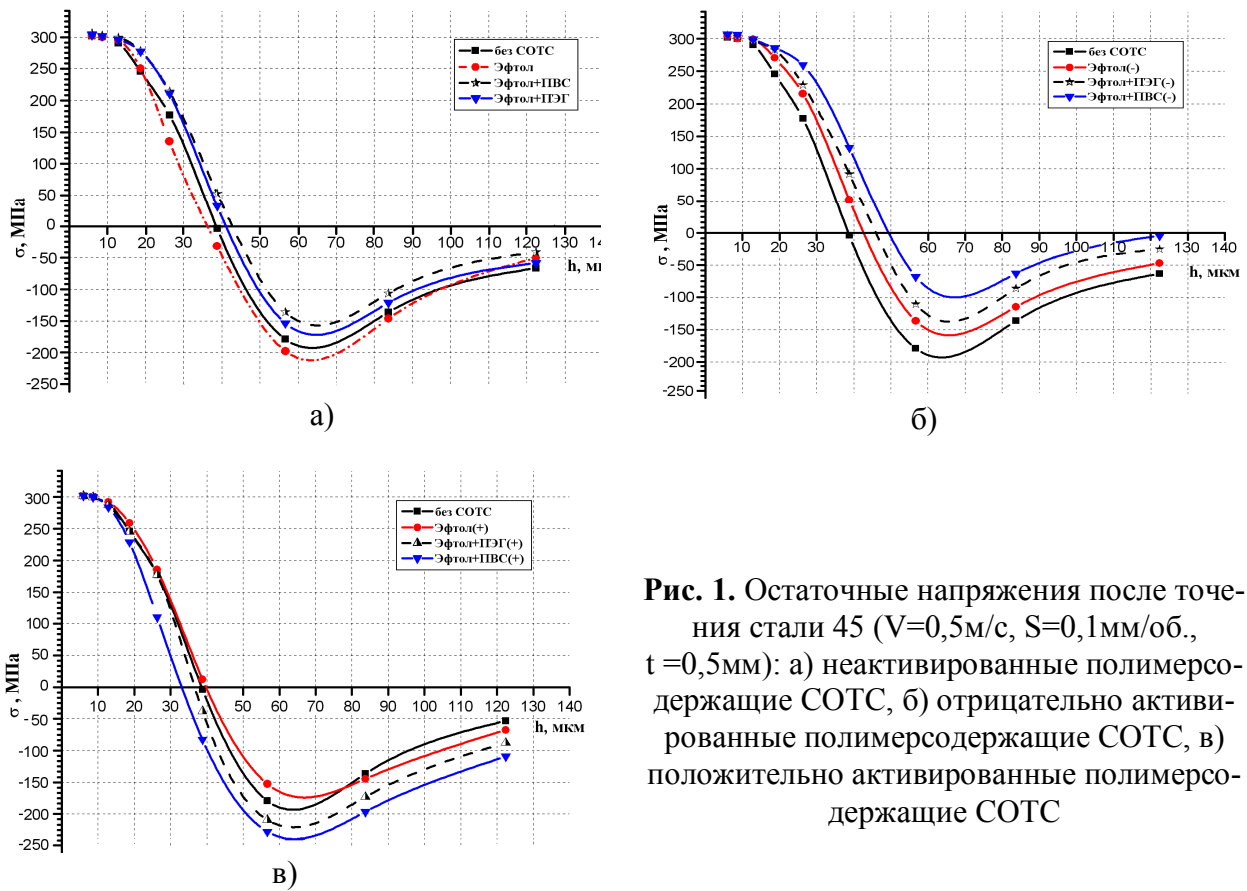 300
250
200
150
100
50
0
-50
-100
-150
-200
-250
σ, МПа
10 20 30 40 50 60 70 80 90 100 110 120 130
h,
без СОТС
Эфтол
Эфтол+ПВС
Эфтол+ПЭГ
а)
300
250
200
150
100
50
0
-50
-100
-150
-200
-250
σ, МПа
10 20 30 40 50 60 70 80 90 100 110 120 130 140
h, мкм
без СОТС
Эфтол(-)
Эфтол+ПЭГ(-)
Эфтол+ПВС(-)
б)
300
250
200
150
100
50
0
-50
-100
-150
-200
-250
σ, МПа
10 20 30 40 50 60 70 80 90 100 110 120 130 140
h, мкм
без СОТС
Эфтол(+)
Эфтол+ПЭГ(+)
Эфтол+ПВС(+)
в)
Рис. 1. Остаточные напряжения после точе-
ния стали 45 (V=0,5м/с, S=0,1мм/об.,
t =0,5мм): а) неактивированные полимерсо-
держащие СОТС, б) отрицательно активи-
рованные полимерсодержащие СОТС, в)
положительно активированные полимерсо-
держащие СОТС